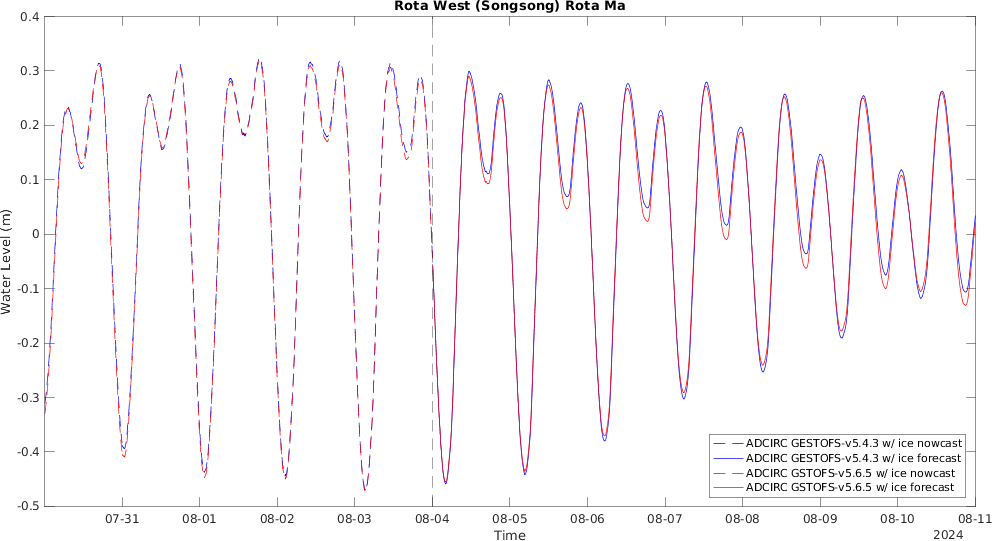 Rota West (Songsong) Rota Ma
0.4
0.3
0.2
0.1
0
-0.1
-0.2
-0.3
-0.4
-0.5
Water Level (m)
ADCIRC GESTOFS-v5.4.3 w/ ice nowcast
ADCIRC GESTOFS-v5.4.3 w/ ice forecast
ADCIRC GSTOFS-v5.6.5 w/ ice nowcast
ADCIRC GSTOFS-v5.6.5 w/ ice forecast
07-31 08-01 08-02 08-03 08-04 08-05 08-06 08-07 08-08 08-09 08-10 08-11
Time
2024